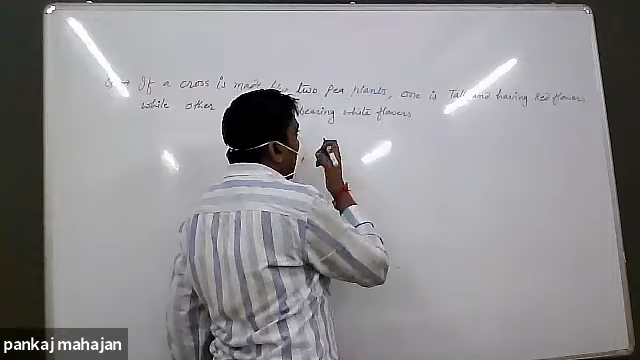 Q → If a cross is made b/w two Pea plants, one is Tall and having Red flowers
while other bearing white flowers
pankaj mahajan